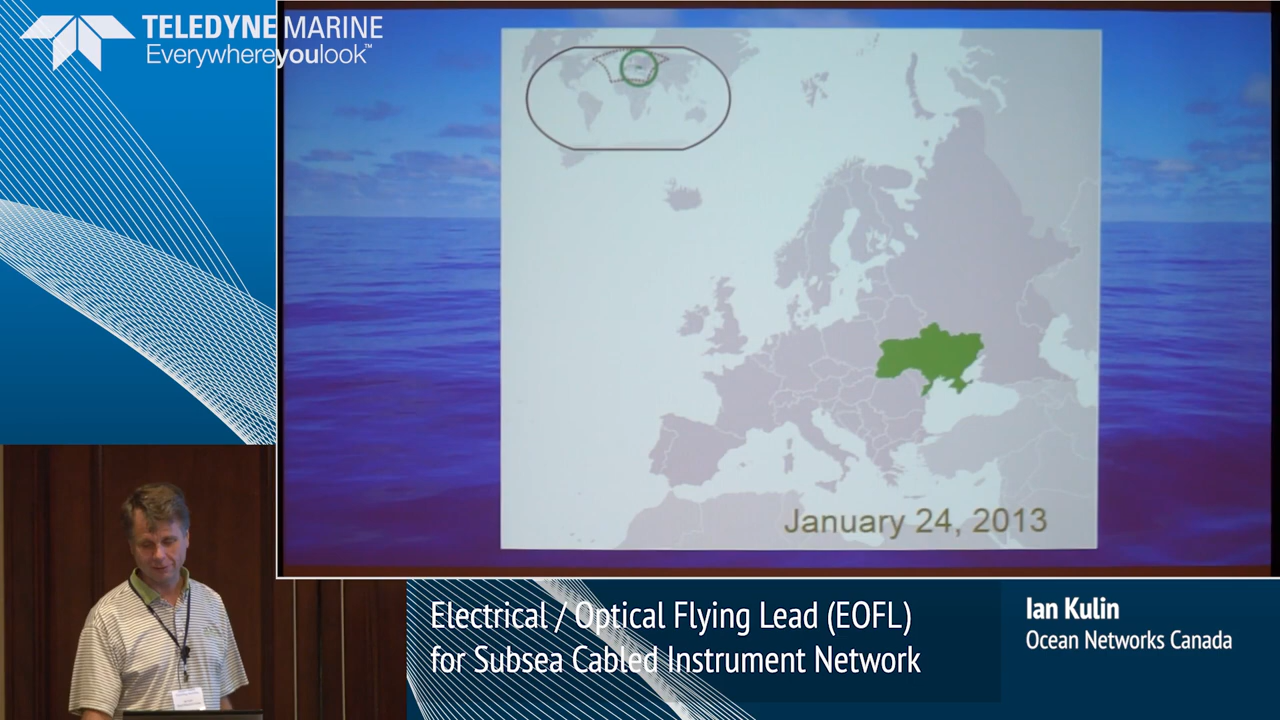 TELEDYNE MARINE
Everywhereyoulook™
January 24, 2013
Electrical / Optical Flying Lead (EOFL)
for Subsea Cabled Instrument Network
Ian Kulin
Ocean Networks Canada